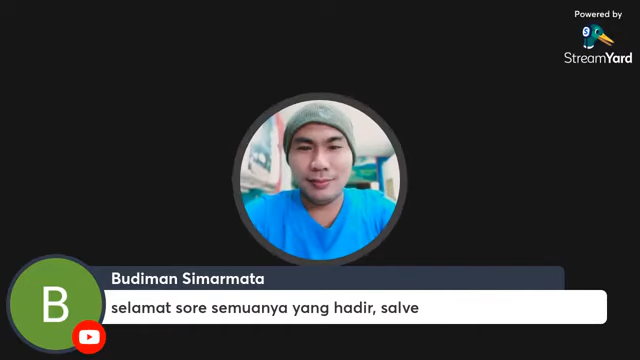 Powered by
StreamYard
B
Budiman Simarmata
selamat sore semuanya yang hadir, salve